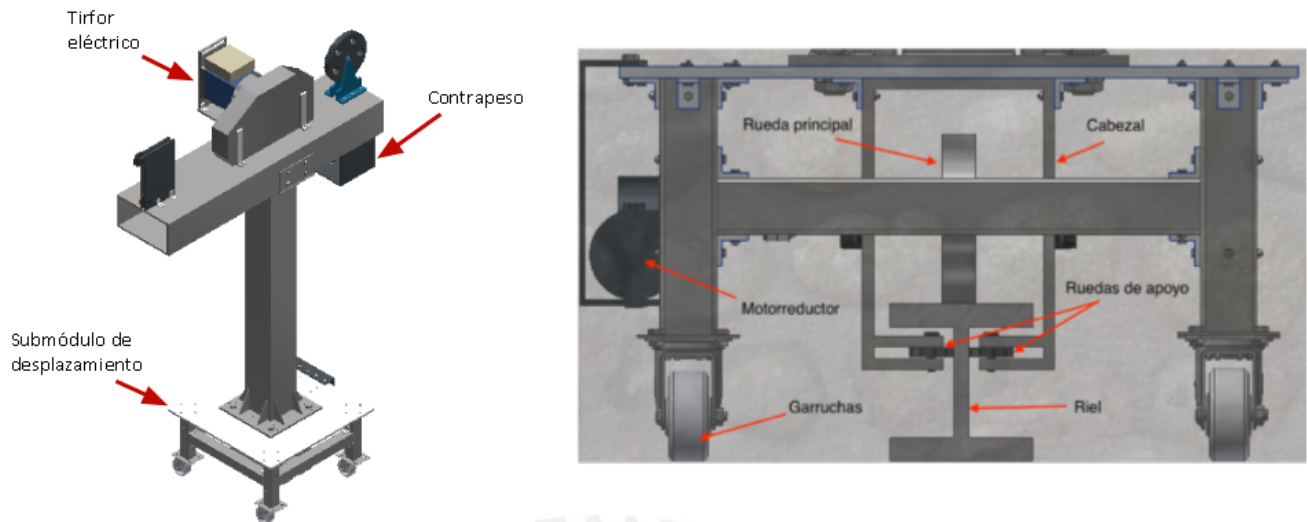 Tirfor
eléctrico
Contrapeso
Submódulo de
desplazamiento
Rueda principal
Cabezal
Motorreductor
Ruedas de apoyo
Garruchas
Riel